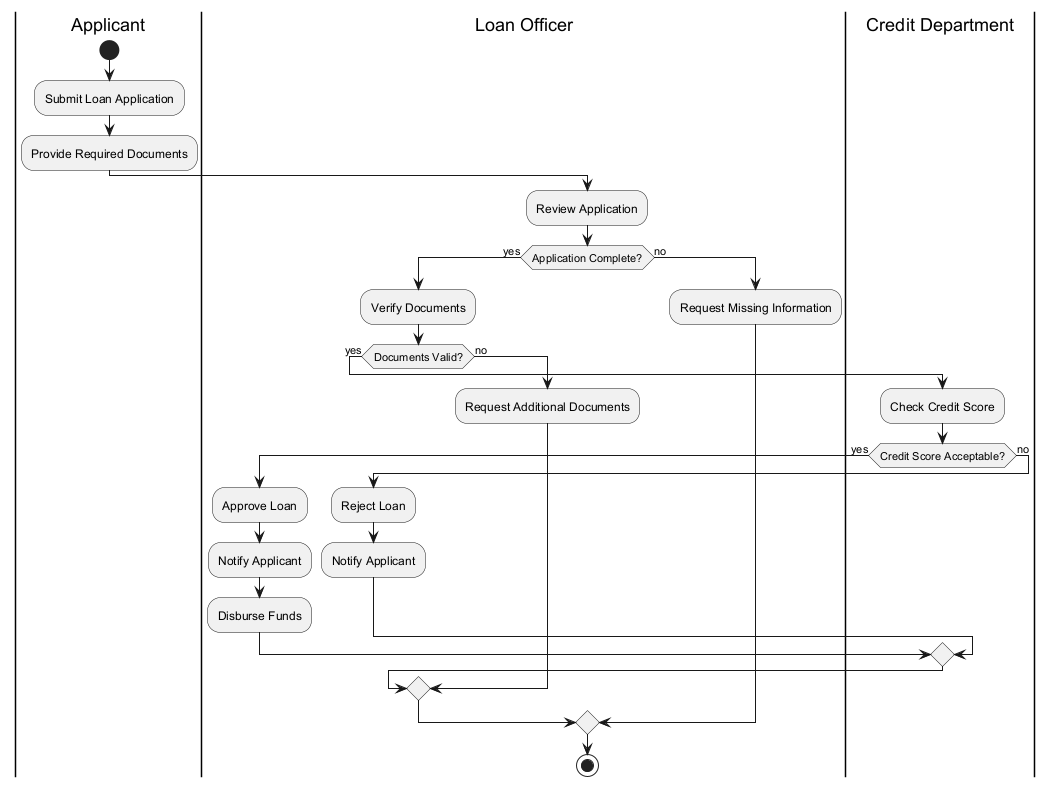 Applicant
Loan Officer
Credit Department
Submit Loan Application
Provide Required Documents
Review Application
yes
Application Complete?
no
Verify Documents
Request Missing Information
yes
Documents Valid?
no
Request Additional Documents
Check Credit Score
yes
Credit Score Acceptable?
no
Approve Loan
Reject Loan
Notify Applicant
Notify Applicant
Disburse Funds